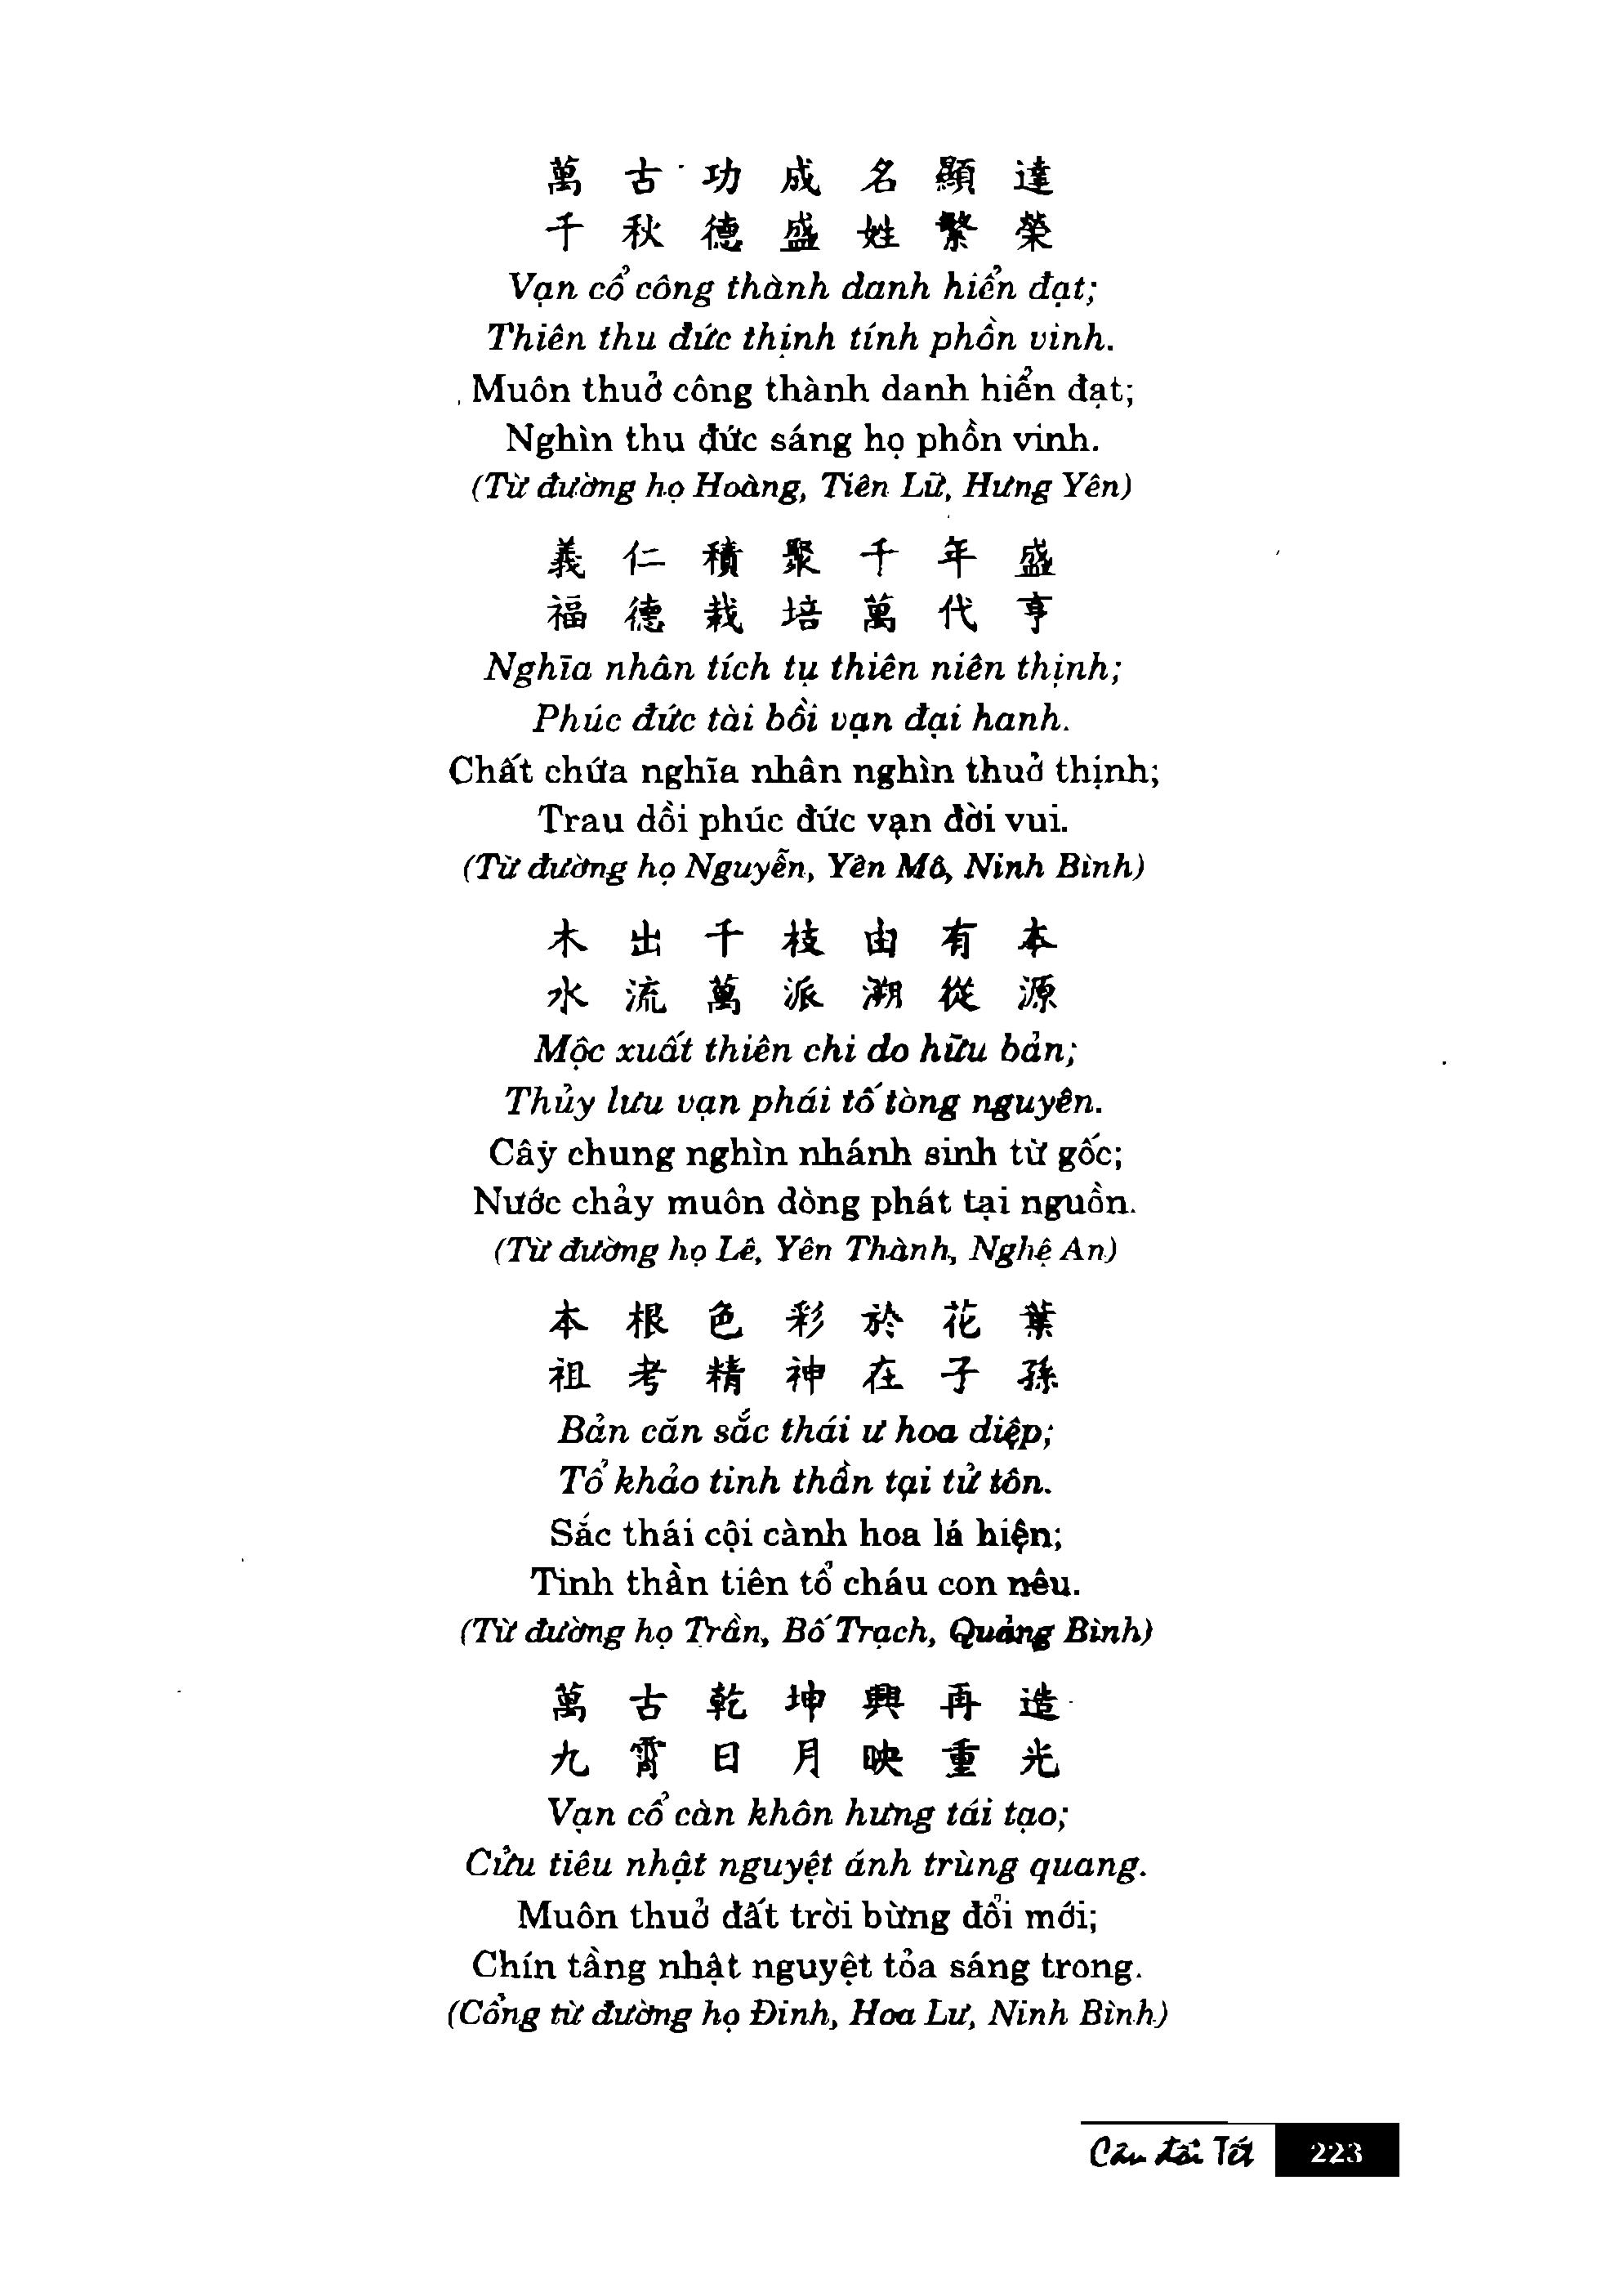 萬 古 功 成 名 顯 達
千 秋 德 盛 姓 繁 榮
Vạn cổ công thành danh hiển đạt;
Thiên thu đức thịnh tính phồn vinh.
Muôn thuở công thành danh hiển đạt;
Nghìn thu đức sáng họ phồn vinh.
(Từ đường họ Hoàng, Tiên Lữ, Hưng Yên)
義 仁 積 聚 千 年 盛
福 德 栽 培 萬 代 亨
Nghĩa nhân tích tụ thiên niên thịnh;
Phúc đức tài bồi vạn đại hanh.
Chất chứa nghĩa nhân nghìn thuở thịnh;
Trau dồi phúc đức vạn đời vui.
(Từ đường họ Nguyễn, Yên Mô, Ninh Bình)
木 出 千 枝 由 有 本
水 流 萬 派 溯 從 源
Mộc xuất thiên chi do hữu bản;
Thủy lưu vạn phái tố tòng nguyên.
Cây chung nghìn nhánh sinh từ gốc;
Nước chảy muôn dòng phát tại nguồn.
(Từ đường họ Lê, Yên Thành, Nghệ An)
本 根 色 彩 於 花 葉
祖 考 精 神 在 子 孫
Bản căn sắc thái ư hoa diệp;
Tổ khảo tinh thần tại tử tôn.
Sắc thái cội cành hoa lá hiện;
Tinh thần tiên tổ cháu con nêu.
(Từ đường họ Trần, Bố Trạch, Quảng Bình)
萬 古 乾 坤 興 再 造
九 霄 日 月 映 重 光
Vạn cổ càn khôn hưng tái tạo;
Cửu tiêu nhật nguyệt ánh trùng quang.
Muôn thuở đất trời bừng đổi mới;
Chín tầng nhật nguyệt tỏa sáng trong.
(Cổng từ đường họ Đinh, Hoa Lư, Ninh Bình)
Câu đối Tết 223